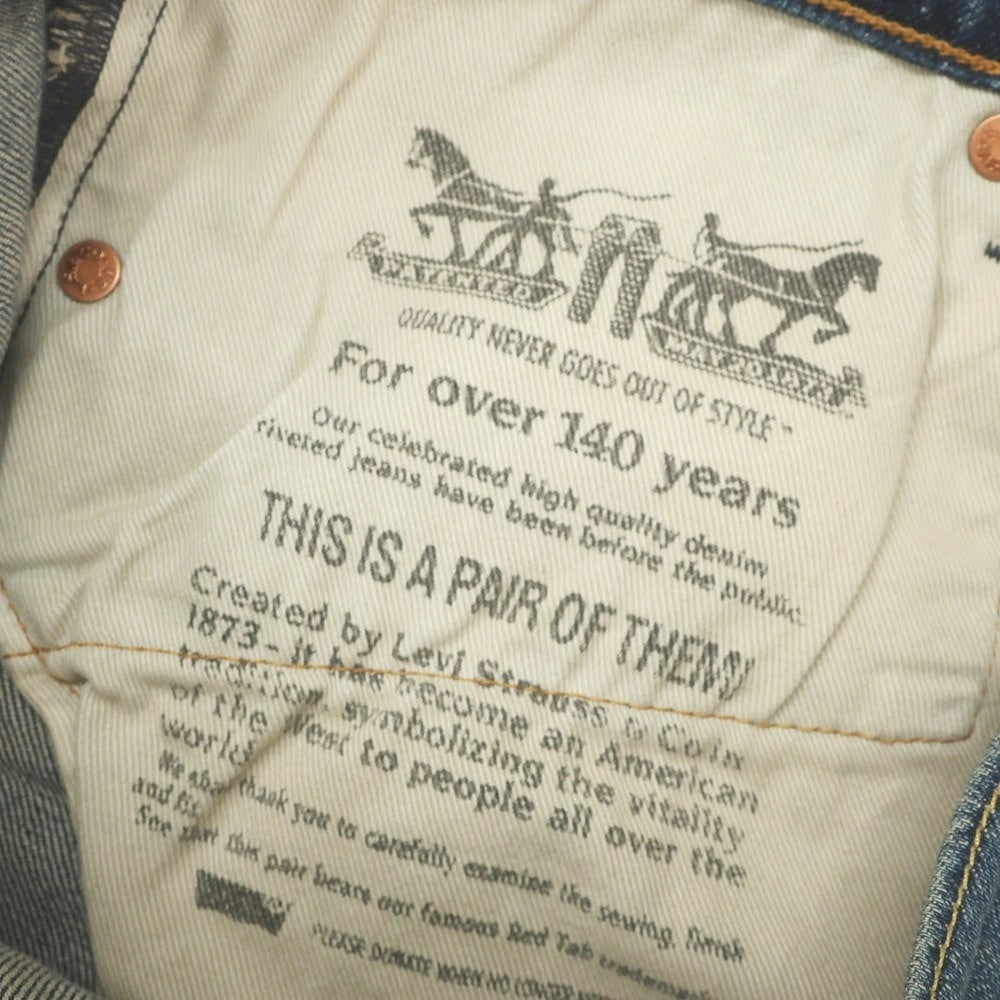 QUALITY NEVER GOES OUT OF STYLE -
For over 140 years
Our celebrated high quality denim
riveted jeans have been before the public.
THIS IS A PAIR OF THEM!
Created by Levi Strauss & Co in
1873 - it has become an American
tradition, symbolizing the vitality
of the West to people all over the
world
We shall thank you to carefully examine the sewing, finish
and fit.
See that this pair bears our famous Red Tab trademark
PLEASE DONATE WHEN NO LONGER